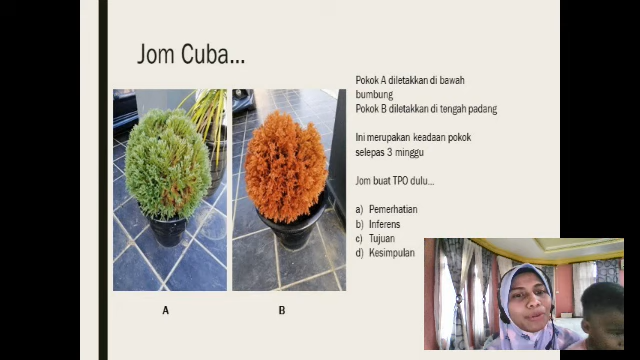 Jom Cuba...
Pokok A diletakkan di bawah
bumbung
Pokok B diletakkan di tengah padang
Ini merupakan keadaan pokok
selepas 3 minggu
Jom buat TPO dulu...
a) Pemerhatian
b) Inferens
c) Tujuan
d) Kesimpulan
A
B